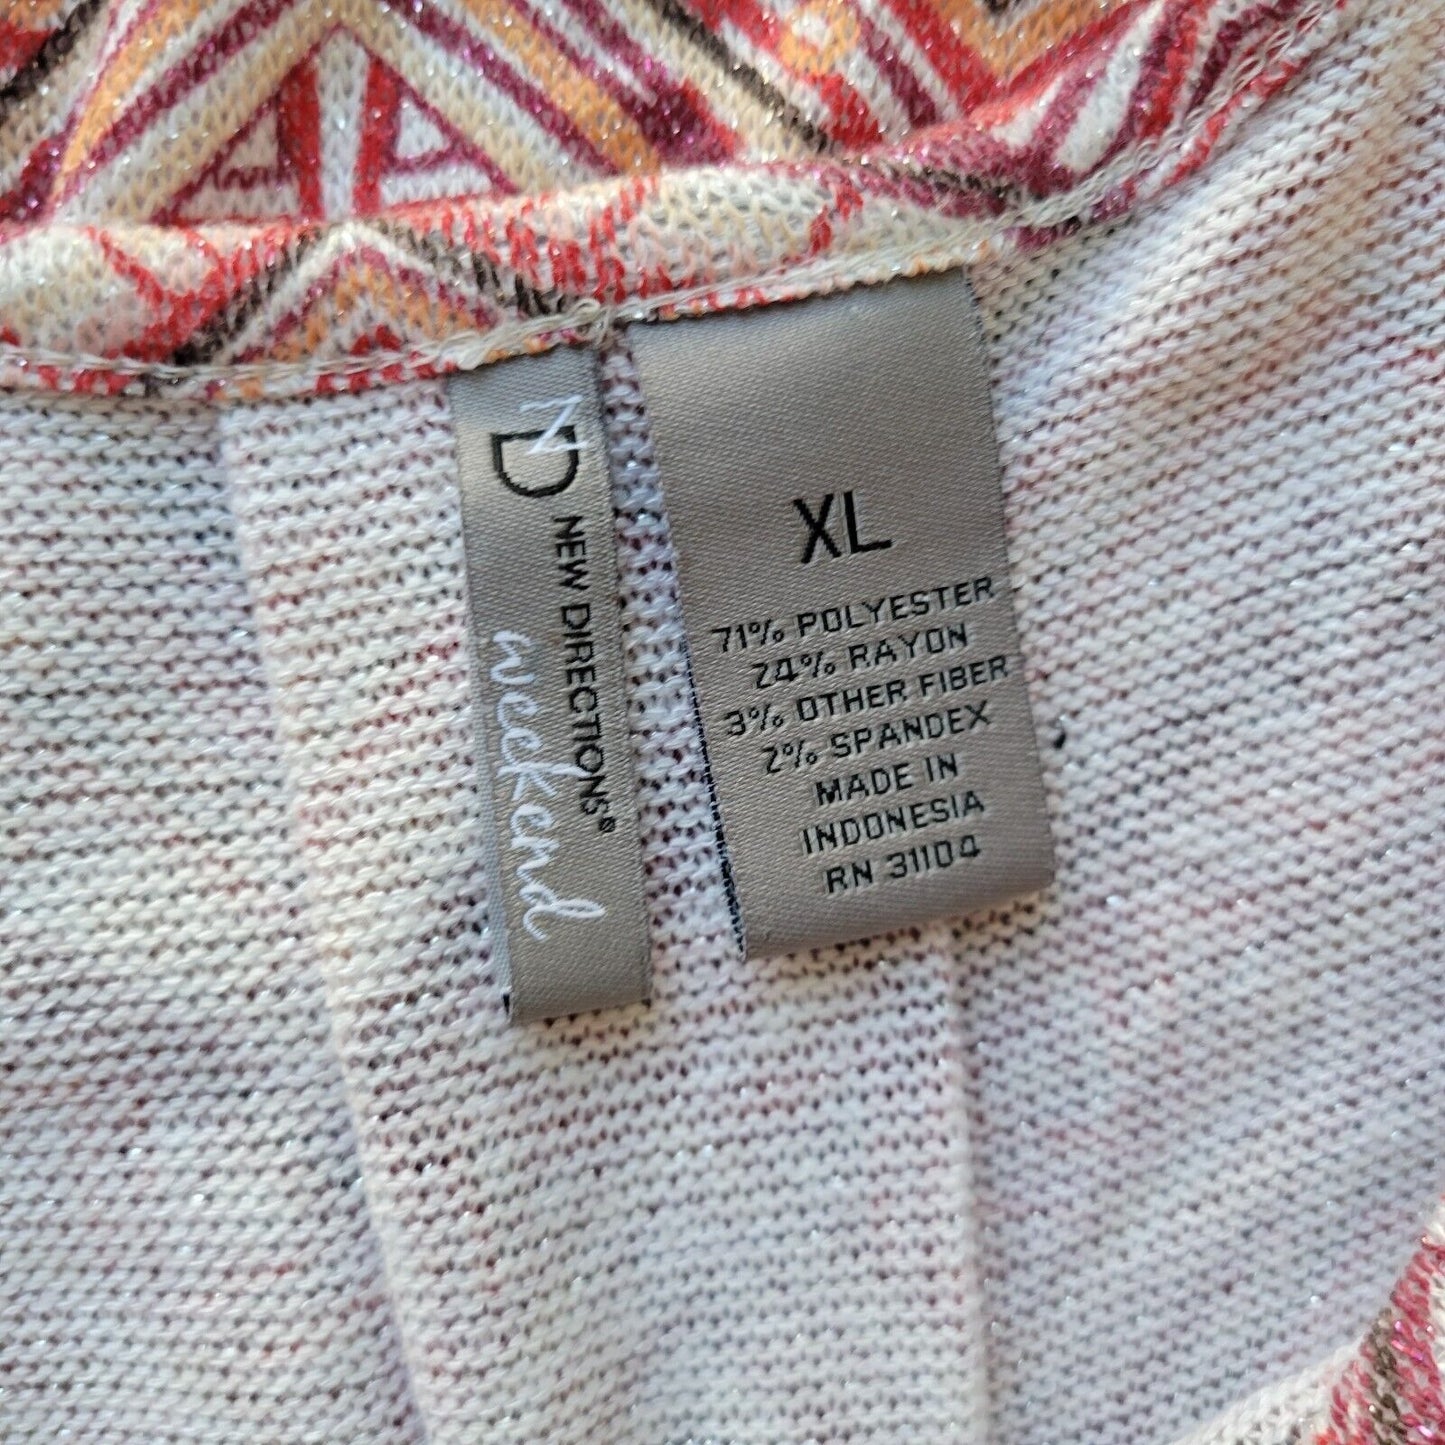 ND
NEW DIRECTIONS®
weekend
XL
71% POLYESTER
24% RAYON
3% OTHER FIBER
2% SPANDEX
MADE IN
INDONESIA
RN 31104